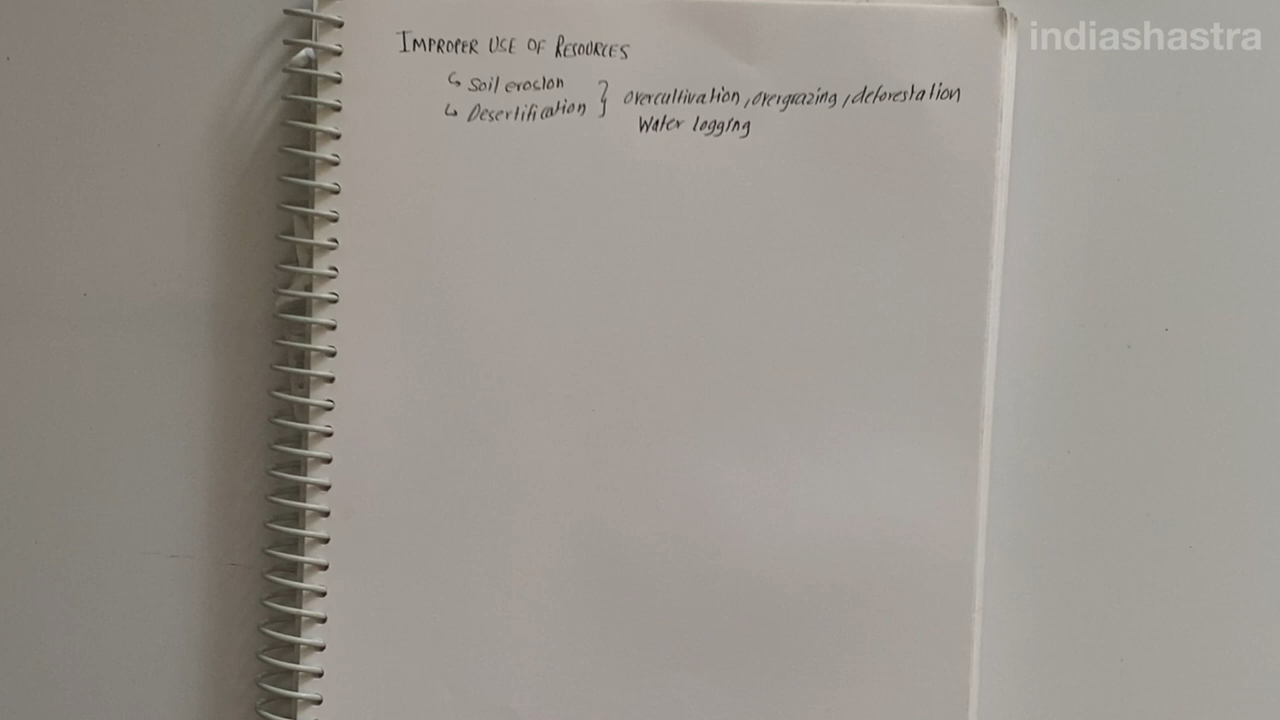 indiashastra
IMPROPER USE OF RESOURCES
↳ Soil erosion
↳ Desertification } overcultivation, overgrazing, deforestation
Water logging